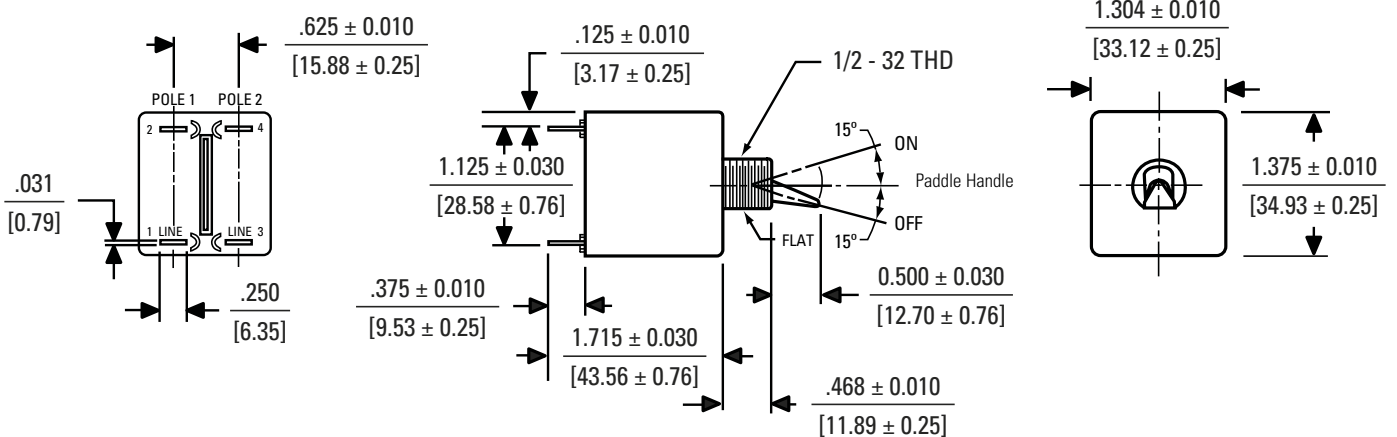 .625 ± 0.010
[15.88 ± 0.25]
POLE 1 POLE 2
2 4
1 LINE LINE 3
.031
[0.79]
.250
[6.35]
.125 ± 0.010
[3.17 ± 0.25]
1/2 - 32 THD
1.125 ± 0.030
[28.58 ± 0.76]
15º
ON
Paddle Handle
OFF
15º
FLAT
.375 ± 0.010
[9.53 ± 0.25]
1.715 ± 0.030
[43.56 ± 0.76]
0.500 ± 0.030
[12.70 ± 0.76]
.468 ± 0.010
[11.89 ± 0.25]
1.304 ± 0.010
[33.12 ± 0.25]
1.375 ± 0.010
[34.93 ± 0.25]